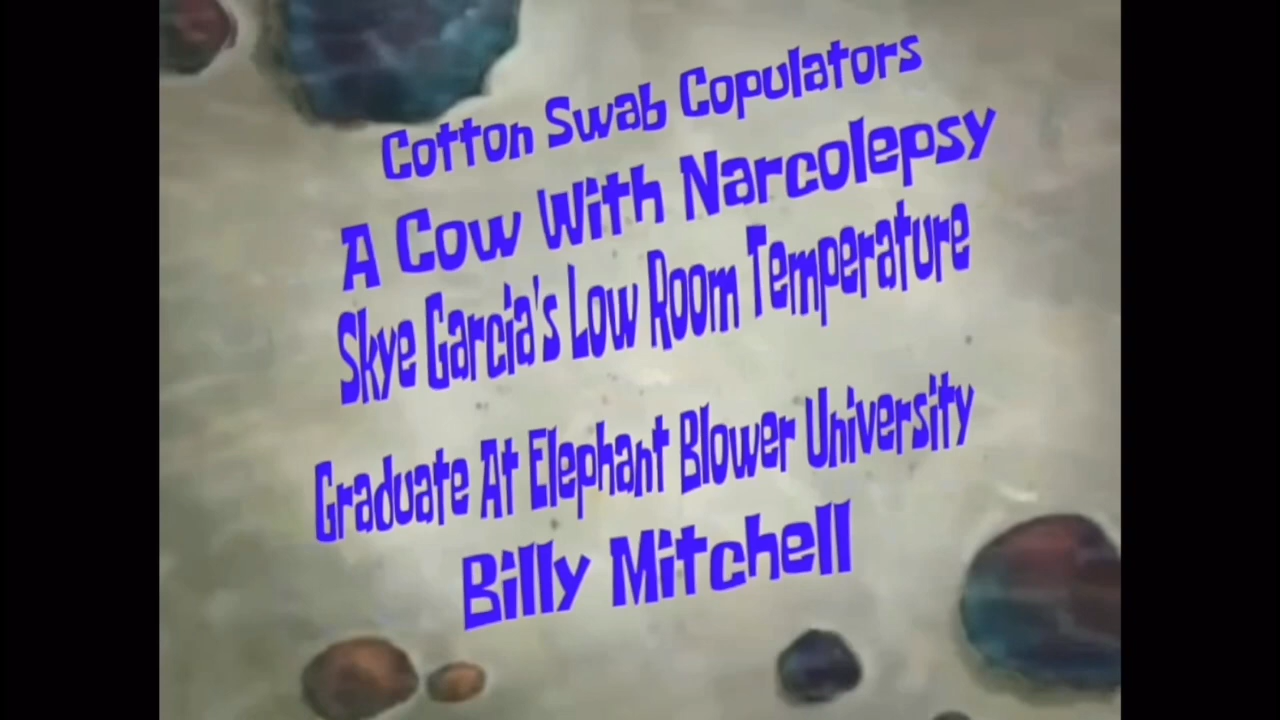 Cotton Swab Copulators
A Cow With Narcolepsy
Skye Garcia's Low Room Temperature
Graduate At Elephant Blower University
Billy Mitchell